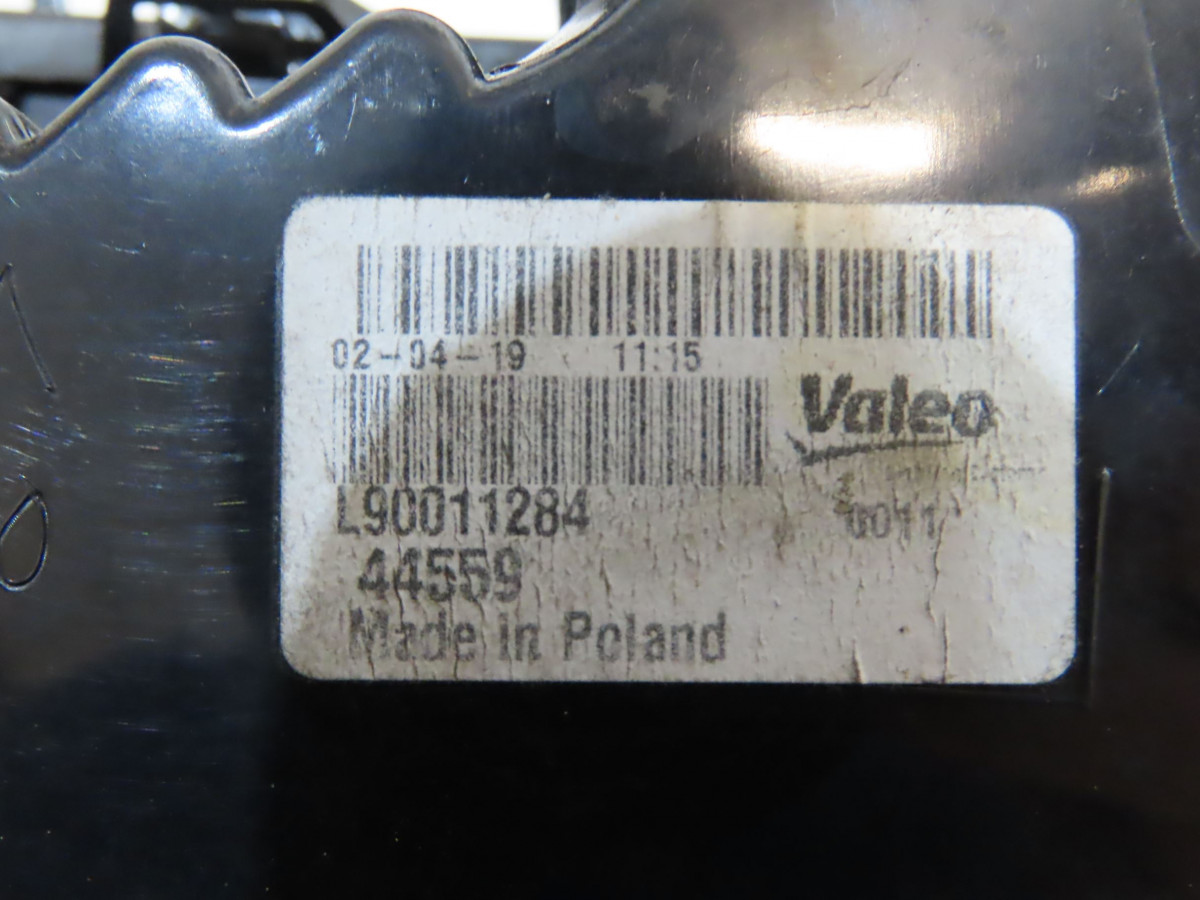 02-04-19 11:15
Valeo
L90011284
0011
44559
Made in Poland